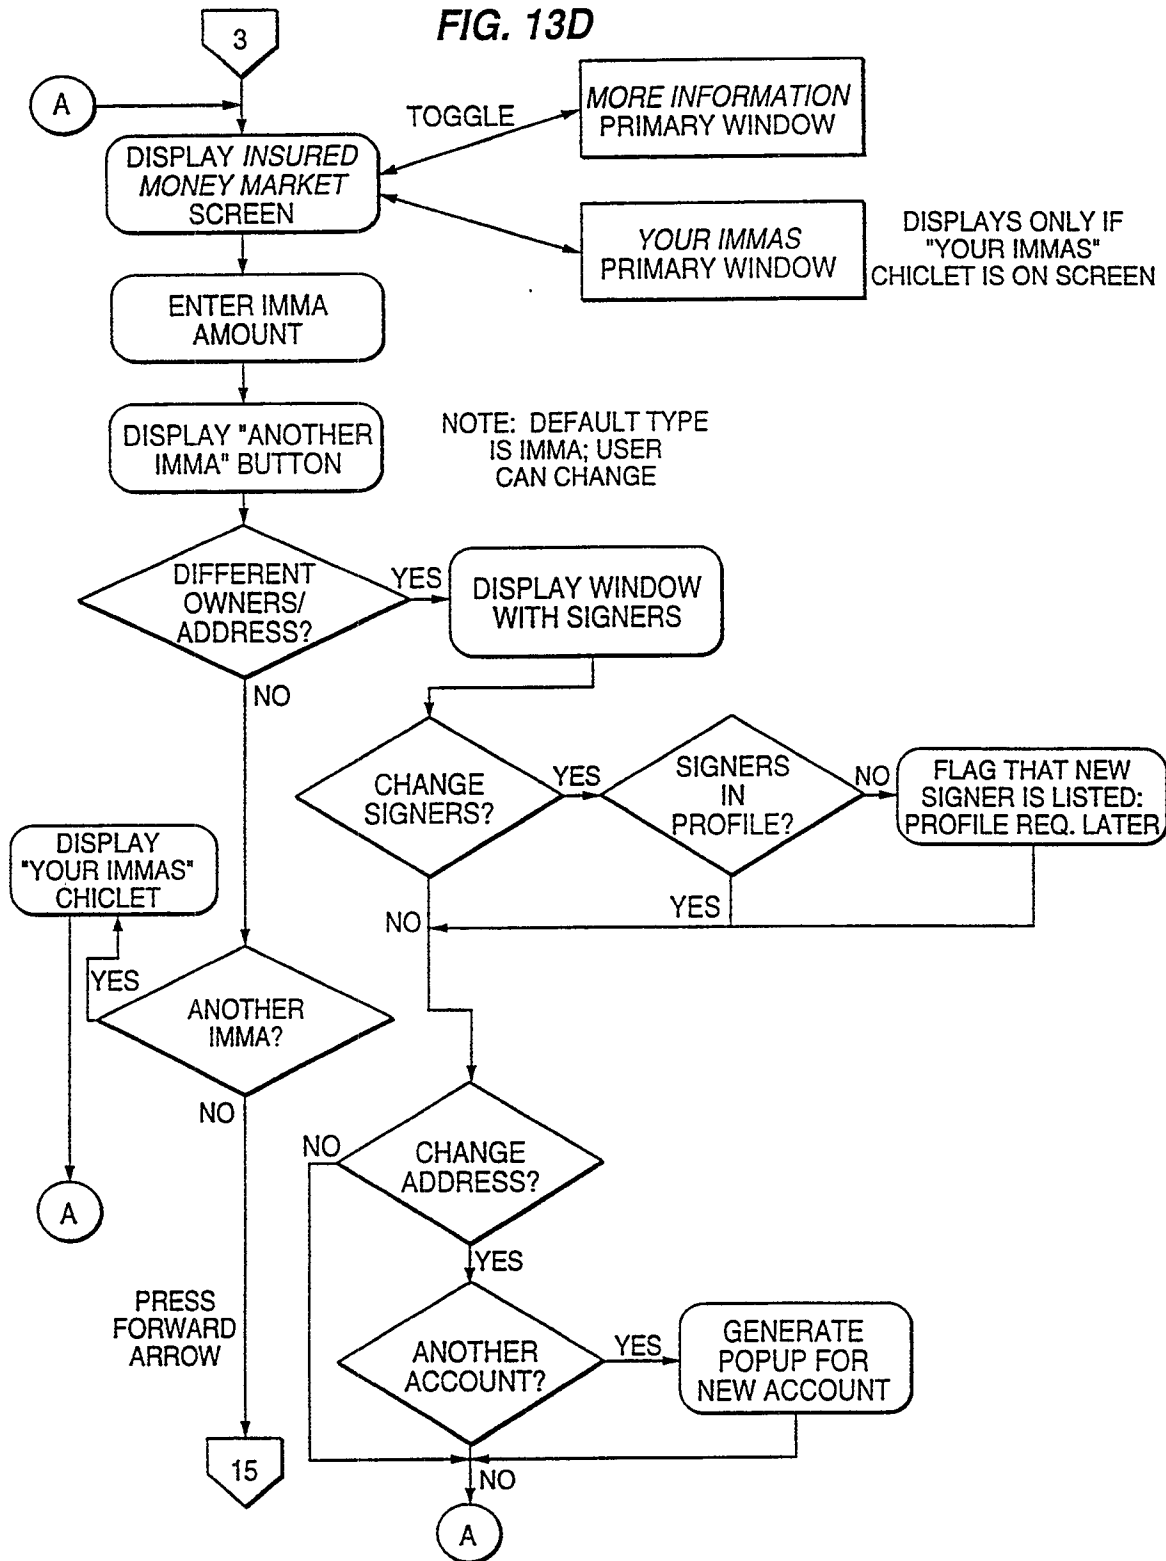 FIG. 13D
3
A
TOGGLE
MORE INFORMATION
PRIMARY WINDOW
DISPLAY INSURED
MONEY MARKET
SCREEN
YOUR IMMAS
PRIMARY WINDOW
DISPLAYS ONLY IF
"YOUR IMMAS"
CHICLET IS ON SCREEN
ENTER IMMA
AMOUNT
DISPLAY "ANOTHER
IMMA" BUTTON
NOTE: DEFAULT TYPE
IS IMMA; USER
CAN CHANGE
DIFFERENT
OWNERS/
ADDRESS?
YES
DISPLAY WINDOW
WITH SIGNERS
NO
CHANGE
SIGNERS?
YES
SIGNERS
IN
PROFILE?
NO
FLAG THAT NEW
SIGNER IS LISTED:
PROFILE REQ. LATER
DISPLAY
"YOUR IMMAS"
CHICLET
NO
YES
YES
ANOTHER
IMMA?
NO
A
NO
CHANGE
ADDRESS?
YES
PRESS
FORWARD
ARROW
ANOTHER
ACCOUNT?
YES
GENERATE
POPUP FOR
NEW ACCOUNT
15
NO
A